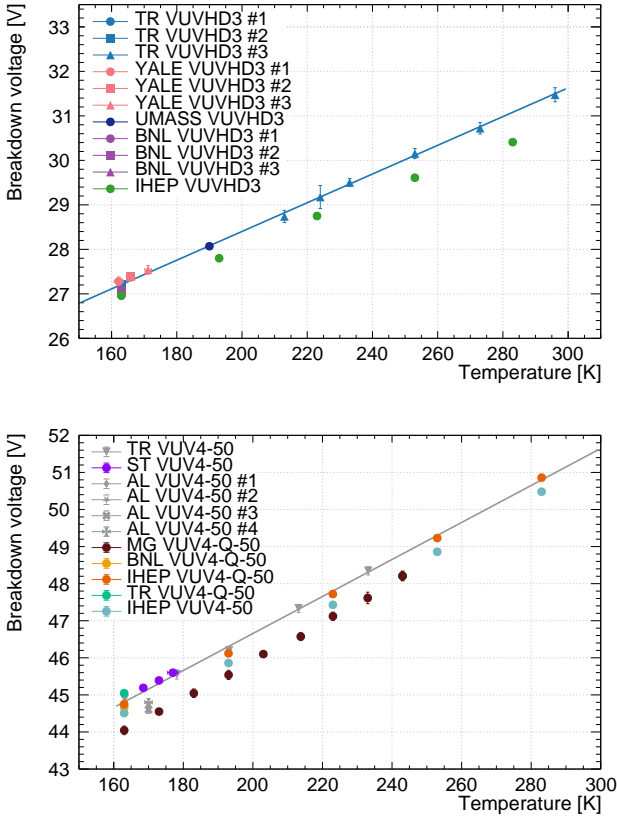 Breakdown voltage [V]
33
32
31
30
29
28
27
26
TR VUVHD3 #1
TR VUVHD3 #2
TR VUVHD3 #3
YALE VUVHD3 #1
YALE VUVHD3 #2
YALE VUVHD3 #3
UMASS VUVHD3
BNL VUVHD3 #1
BNL VUVHD3 #2
BNL VUVHD3 #3
IHEP VUVHD3
160 180 200 220 240 260 280 300
Temperature [K]
Breakdown voltage [V]
52
51
50
49
48
47
46
45
44
43
TR VUV4-50
ST VUV4-50
AL VUV4-50 #1
AL VUV4-50 #2
AL VUV4-50 #3
AL VUV4-50 #4
MG VUV4-Q-50
BNL VUV4-Q-50
IHEP VUV4-Q-50
TR VUV4-Q-50
IHEP VUV4-50
160 180 200 220 240 260 280 300
Temperature [K]